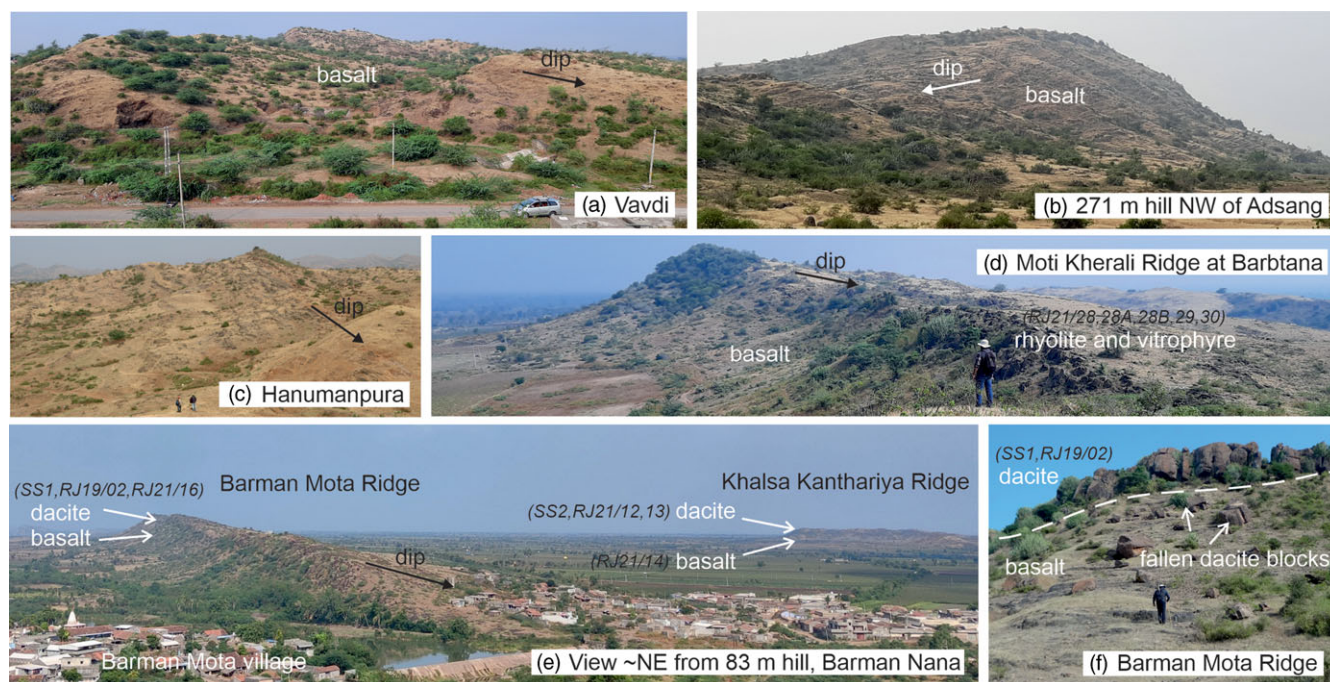 basalt
dip
(a) Vavdi
dip
basalt
(b) 271 m hill NW of Adsang
dip
(c) Hanumanpura
(d) Moti Kherali Ridge at Barbtana
dip
(RJ21/28,28A,28B,29,30)
rhyolite and vitrophyre
basalt
(SS1,RJ19/02,RJ21/16)
dacite
basalt
Barman Mota Ridge
dip
Khalsa Kanthariya Ridge
(SS2,RJ21/12,13) dacite
(RJ21/14) basalt
Barman Mota village
(e) View ~NE from 83 m hill, Barman Nana
(SS1,RJ19/02)
dacite
basalt
fallen dacite blocks
(f) Barman Mota Ridge